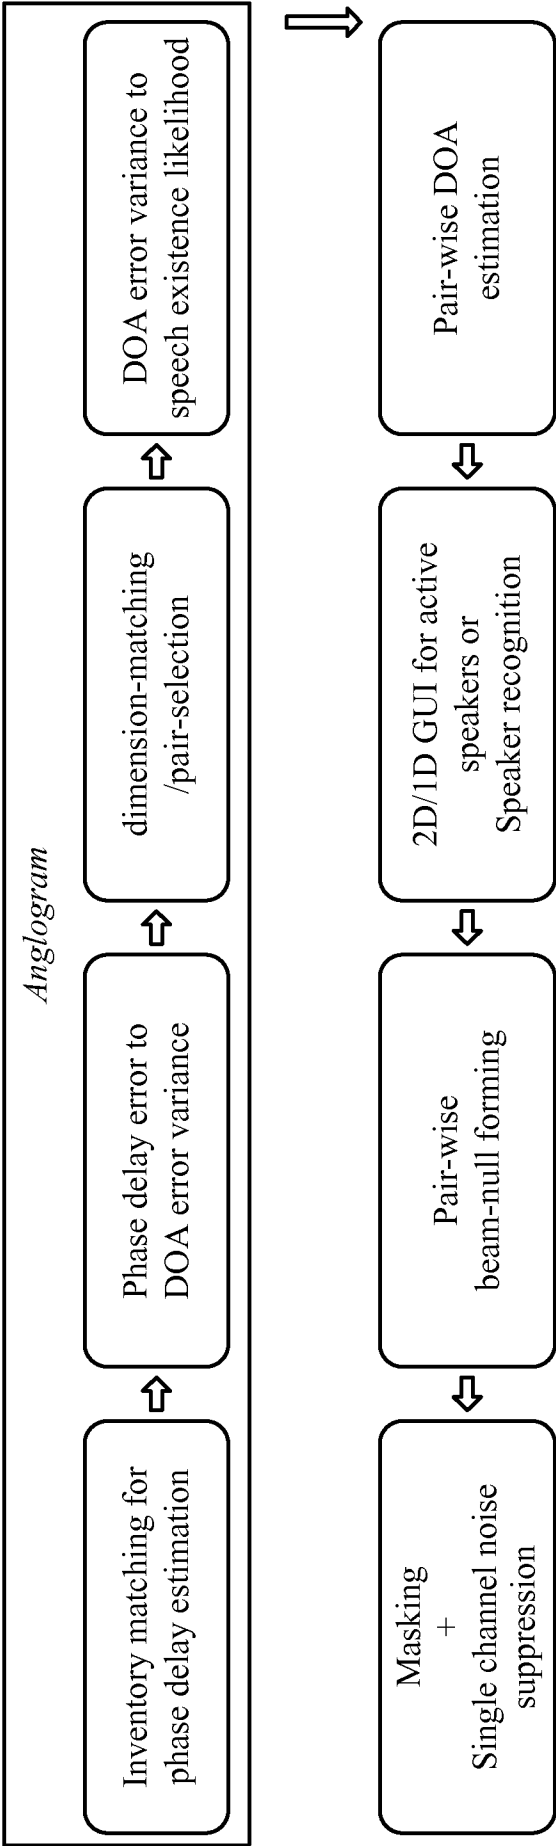 Anglogram
Inventory matching for
phase delay estimation
Phase delay error to
DOA error variance
dimension-matching
/pair-selection
DOA error variance to
speech existence likelihood
Pair-wise DOA
estimation
2D/1D GUI for active
speakers or
Speaker recognition
Pair-wise
beam-null forming
Masking
+
Single channel noise
suppression